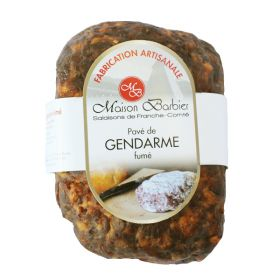 FABRICATION ARTISANALE
MB
Maison Barbier
Salaisons de Franche-Comté
Pavé de
GENDARME
fumé